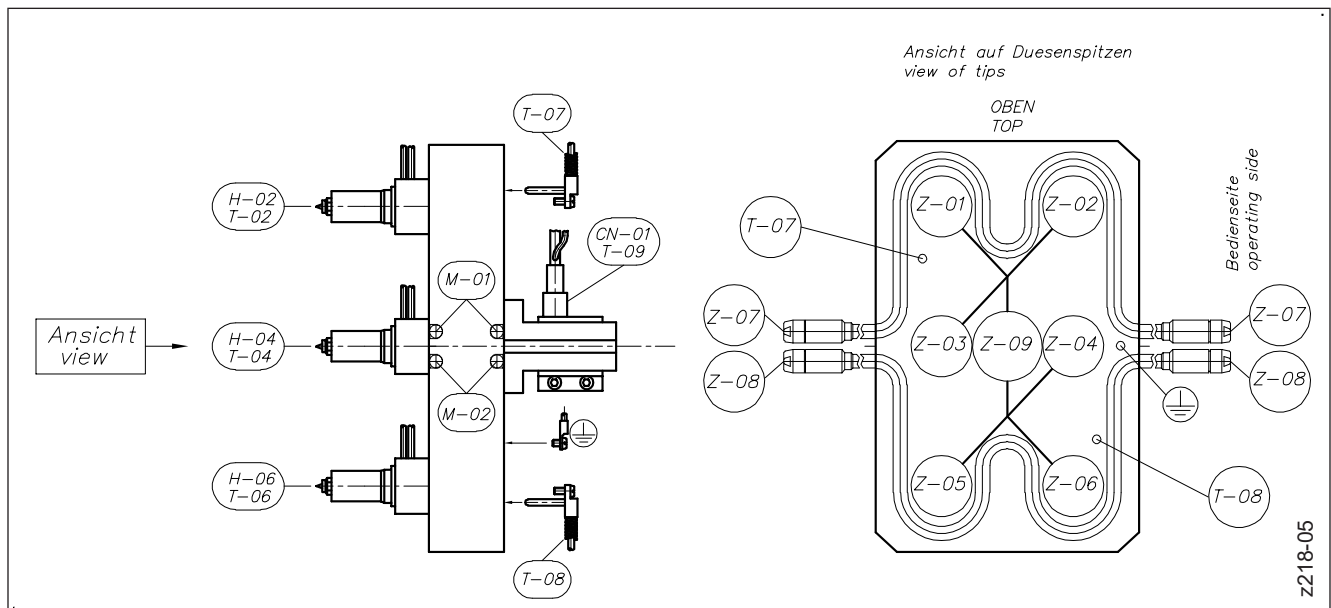 Ansicht
view
H-02
T-02
H-04
T-04
H-06
T-06
M-01
M-02
T-07
CN-01
T-09
T-08
Ansicht auf Duesenspitzen
view of tips
OBEN
TOP
Bedienseite
operating side
T-07
Z-01
Z-02
Z-07
Z-08
Z-03
Z-09
Z-04
Z-07
Z-08
Z-05
Z-06
T-08
z218-05